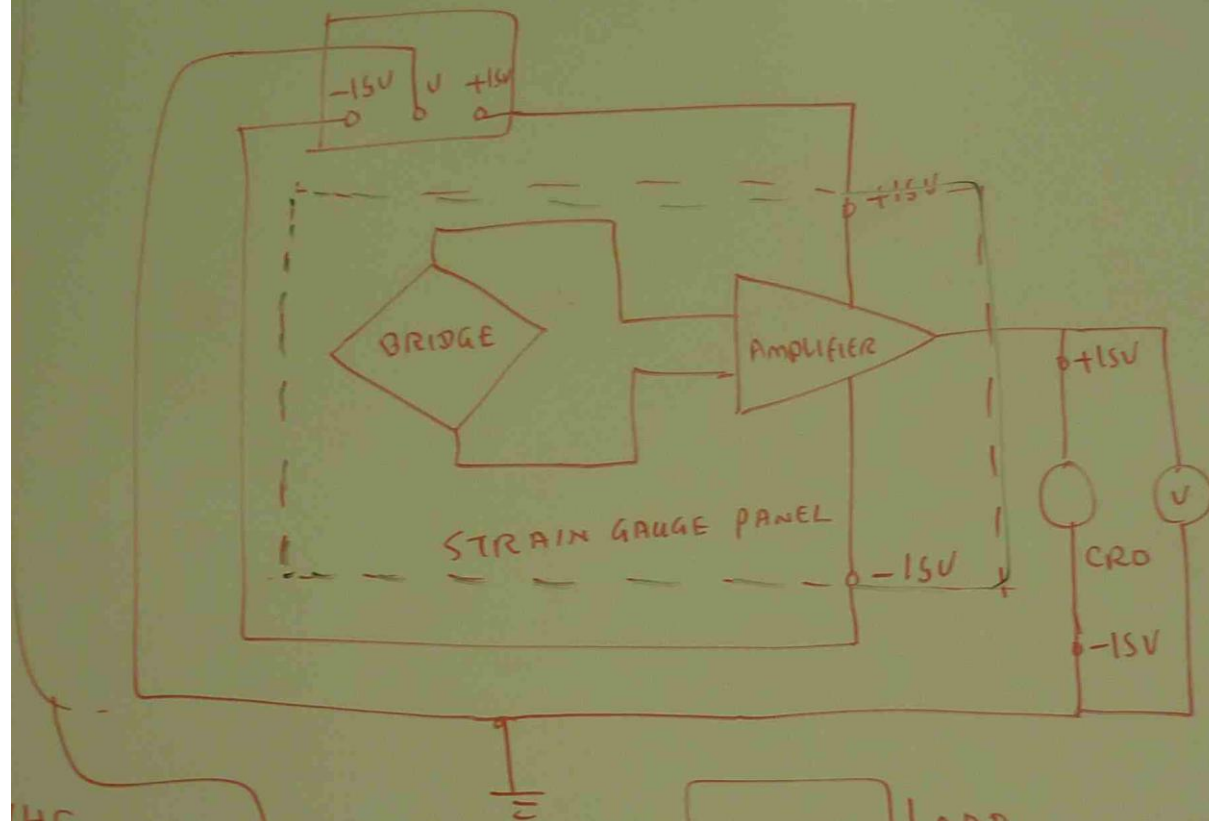 -15V V +15V
+15V
BRIDGE
AMPLIFIER
+15V
V
STRAIN GAUGE PANEL
CRO
-15V
-15V